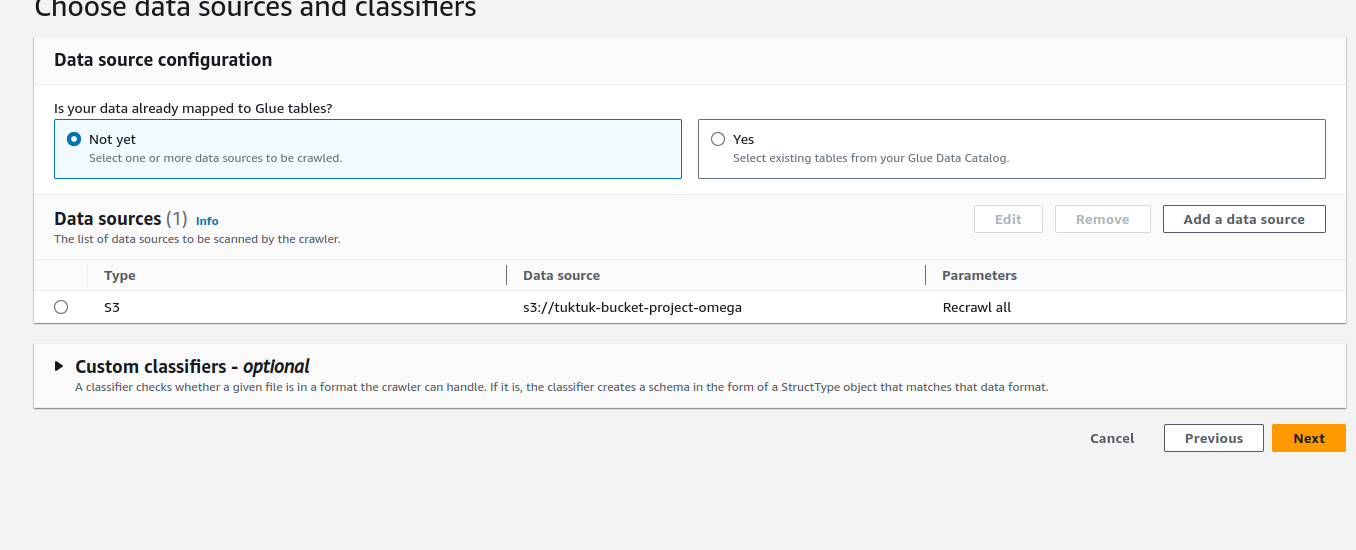 Choose data sources and classifiers
Data source configuration
Is your data already mapped to Glue tables?
Not yet
Select one or more data sources to be crawled.
Yes
Select existing tables from your Glue Data Catalog.
Data sources (1) Info
The list of data sources to be scanned by the crawler.
Edit
Remove
Add a data source
Type
Data source
Parameters
S3
s3://tuktuk-bucket-project-omega
Recrawl all
Custom classifiers - optional
A classifier checks whether a given file is in a format the crawler can handle. If it is, the classifier creates a schema in the form of a StructType object that matches that data format.
Cancel
Previous
Next